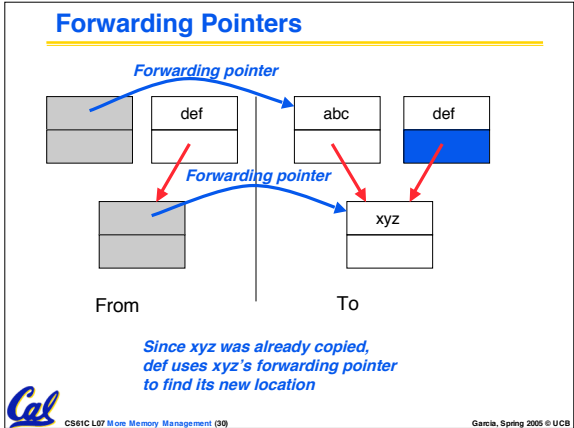 Forwarding Pointers
Forwarding pointer
def
abc
def
Forwarding pointer
xyz
From
To
Since xyz was already copied,
def uses xyz's forwarding pointer
to find its new location
Cal
CS61C L07 More Memory Management (30)
Garcia, Spring 2005 © UCB